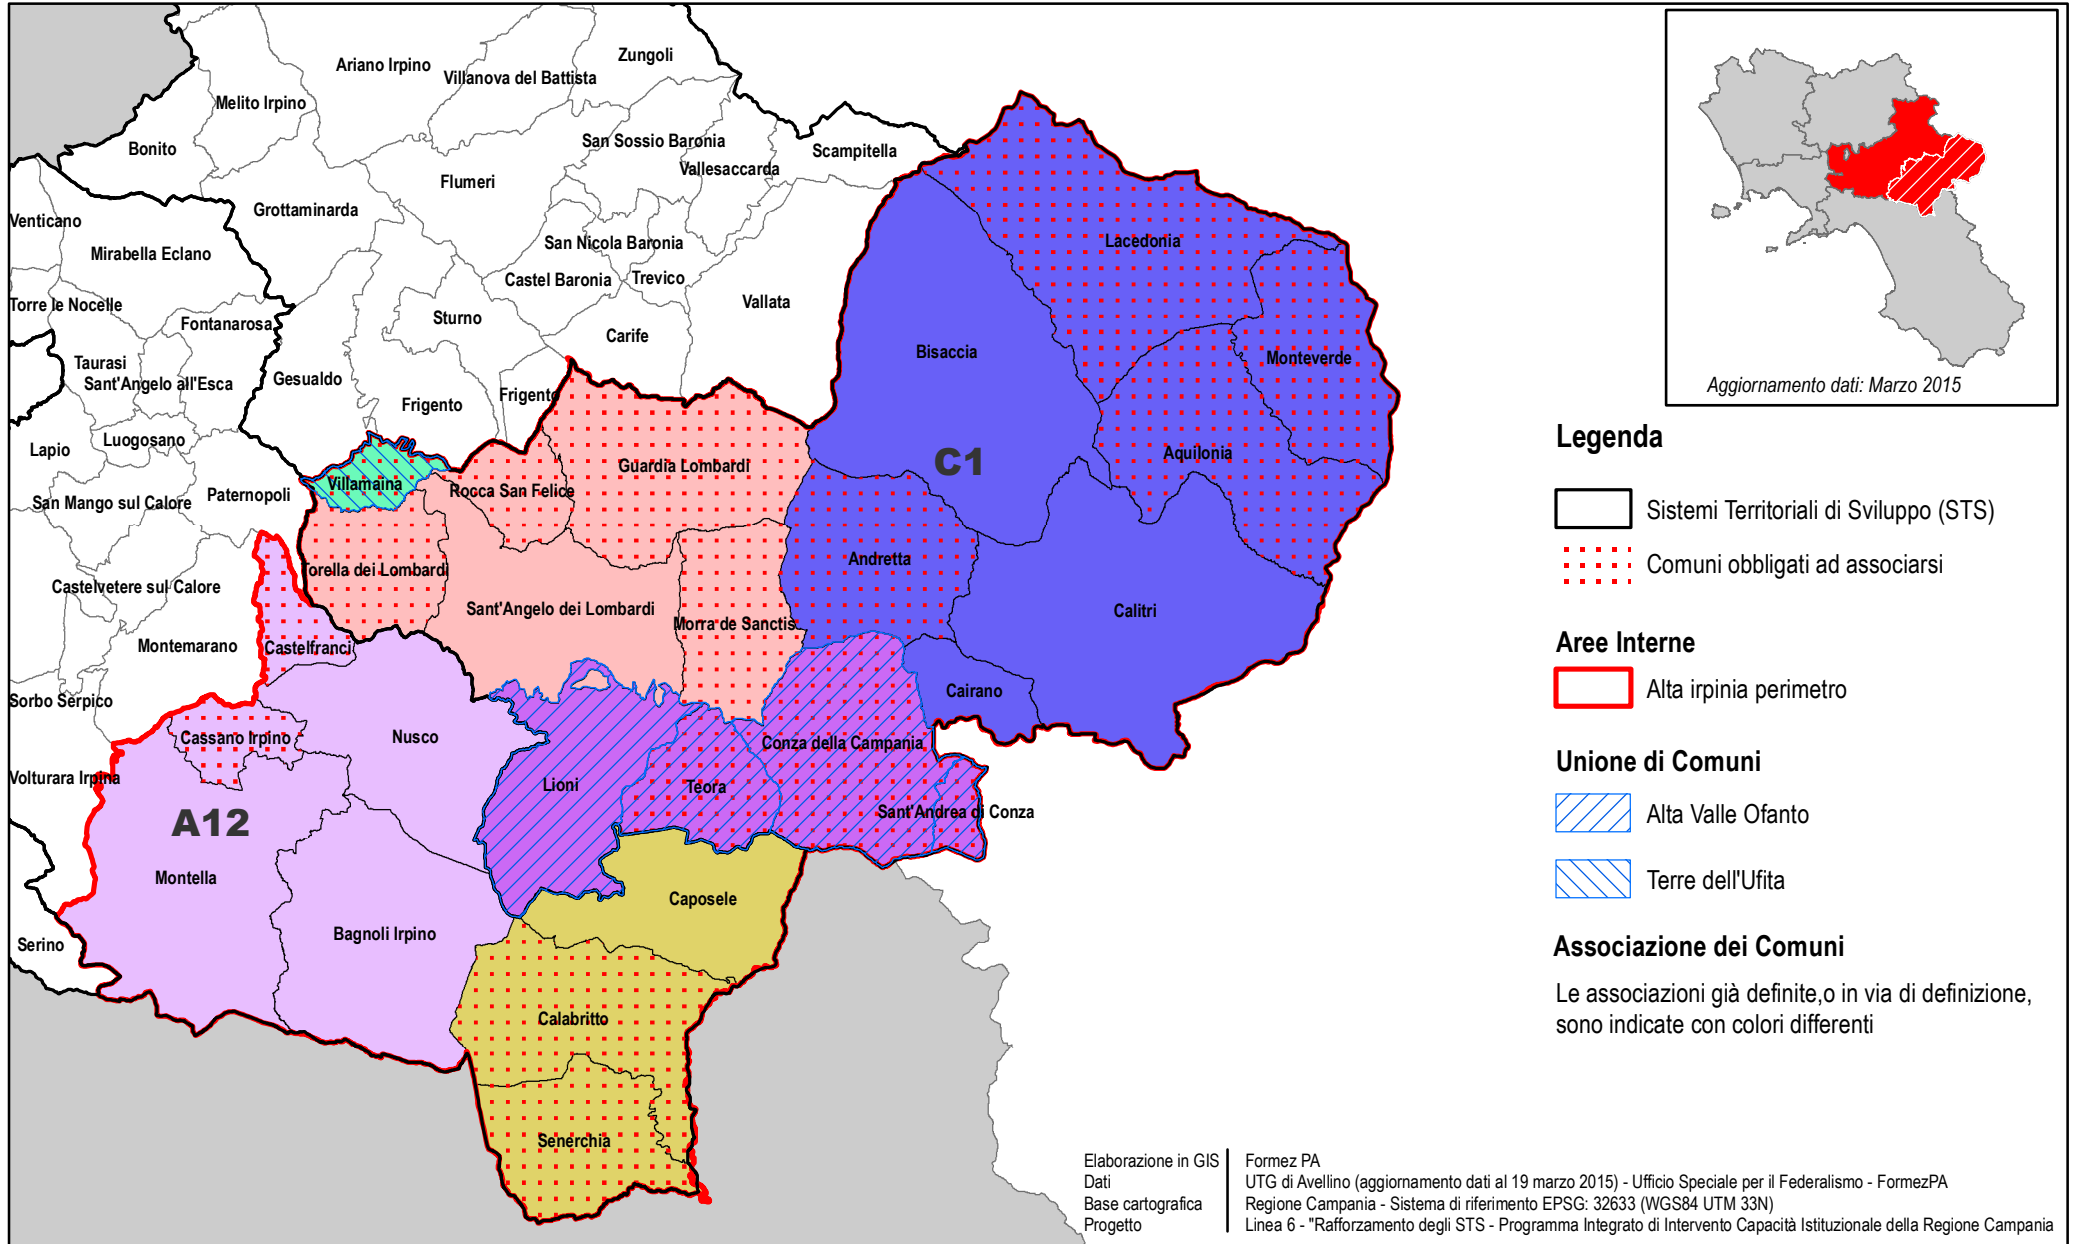 Zungoli
Ariano Irpino
Villanova del Battista
Melito Irpino
Bonito
San Sossio Baronia
Scampitella
Vallesaccarda
Flumeri
Grottaminarda
Venticano
Mirabella Eclano
San Nicola Baronia
Lacedonia
Castel Baronia
Trevico
Torre le Nocelle
Vallata
Fontanarosa
Sturno
Carife
Bisaccia
Monteverde
Taurasi
Sant'Angelo all'Esca
Gesualdo
Frigento
Frigento
Luogosano
Lapio
Aquilonia
C1
Guardia Lombardi
Villamaina
Rocca San Felice
Paternopoli
San Mango sul Calore
Andretta
Torella dei Lombardi
Castelvetere sul Calore
Sant'Angelo dei Lombardi
Calitri
Morra de Sanctis
Montemarano
Castelfranci
Cairano
Sorbo Serpico
Nusco
Cassano Irpino
Conza della Campania
Volturara Irpina
Lioni
Teora
Sant'Andrea di Conza
A12
Montella
Caposele
Bagnoli Irpino
Serino
Calabritto
Senerchia
Aggiornamento dati: Marzo 2015
Legenda
Sistemi Territoriali di Sviluppo (STS)
Comuni obbligati ad associarsi
Aree Interne
Alta irpinia perimetro
Unione di Comuni
Alta Valle Ofanto
Terre dell'Ufita
Associazione dei Comuni
Le associazioni già definite,o in via di definizione,
sono indicate con colori differenti
Elaborazione in GIS Formez PA
Dati UTG di Avellino (aggiornamento dati al 19 marzo 2015) - Ufficio Speciale per il Federalismo - FormezPA
Base cartografica Regione Campania - Sistema di riferimento EPSG: 32633 (WGS84 UTM 33N)
Progetto Linea 6 - "Rafforzamento degli STS - Programma Integrato di Intervento Capacità Istituzionale della Regione Campania